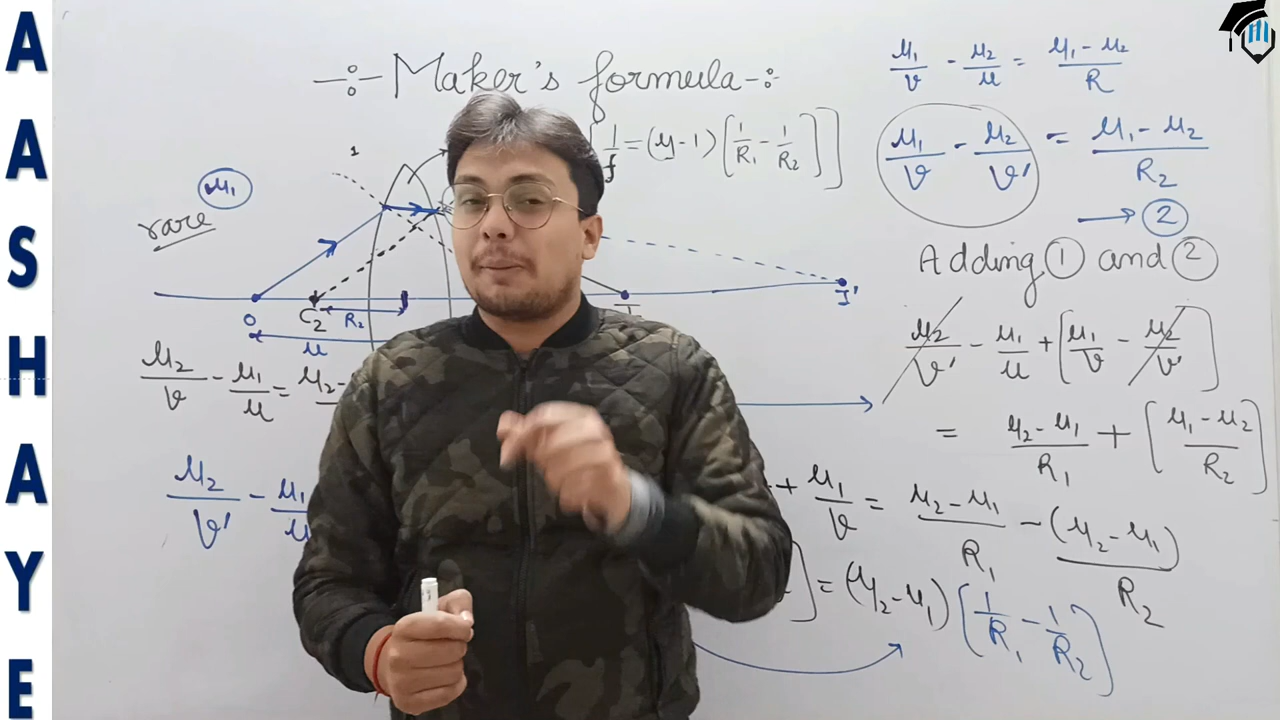 AASHAYE
-:- Maker's formula -:-
1/f = (μ-1) [1/R₁ - 1/R₂]]
1
rare
μ₁
O
C₂
R₂
u
I
I'
μ₂/v - μ₁/u = μ₂-
μ₂/v' - μ₁
μ₁/v - μ₂/u = μ₁ - μ₂/R
μ₁/v - μ₂/v' = μ₁ - μ₂/R₂
→ ②
Adding ① and ②
μ₂/v' - μ₁/u + [μ₁/v - μ₂/v']
= μ₂ - μ₁/R₁ + [μ₁ - μ₂/R₂]
+ μ₁/v = μ₂ - μ₁/R₁ - (μ₂ - μ₁)/R₂
] = (μ₂ - μ₁) [1/R₁ - 1/R₂]